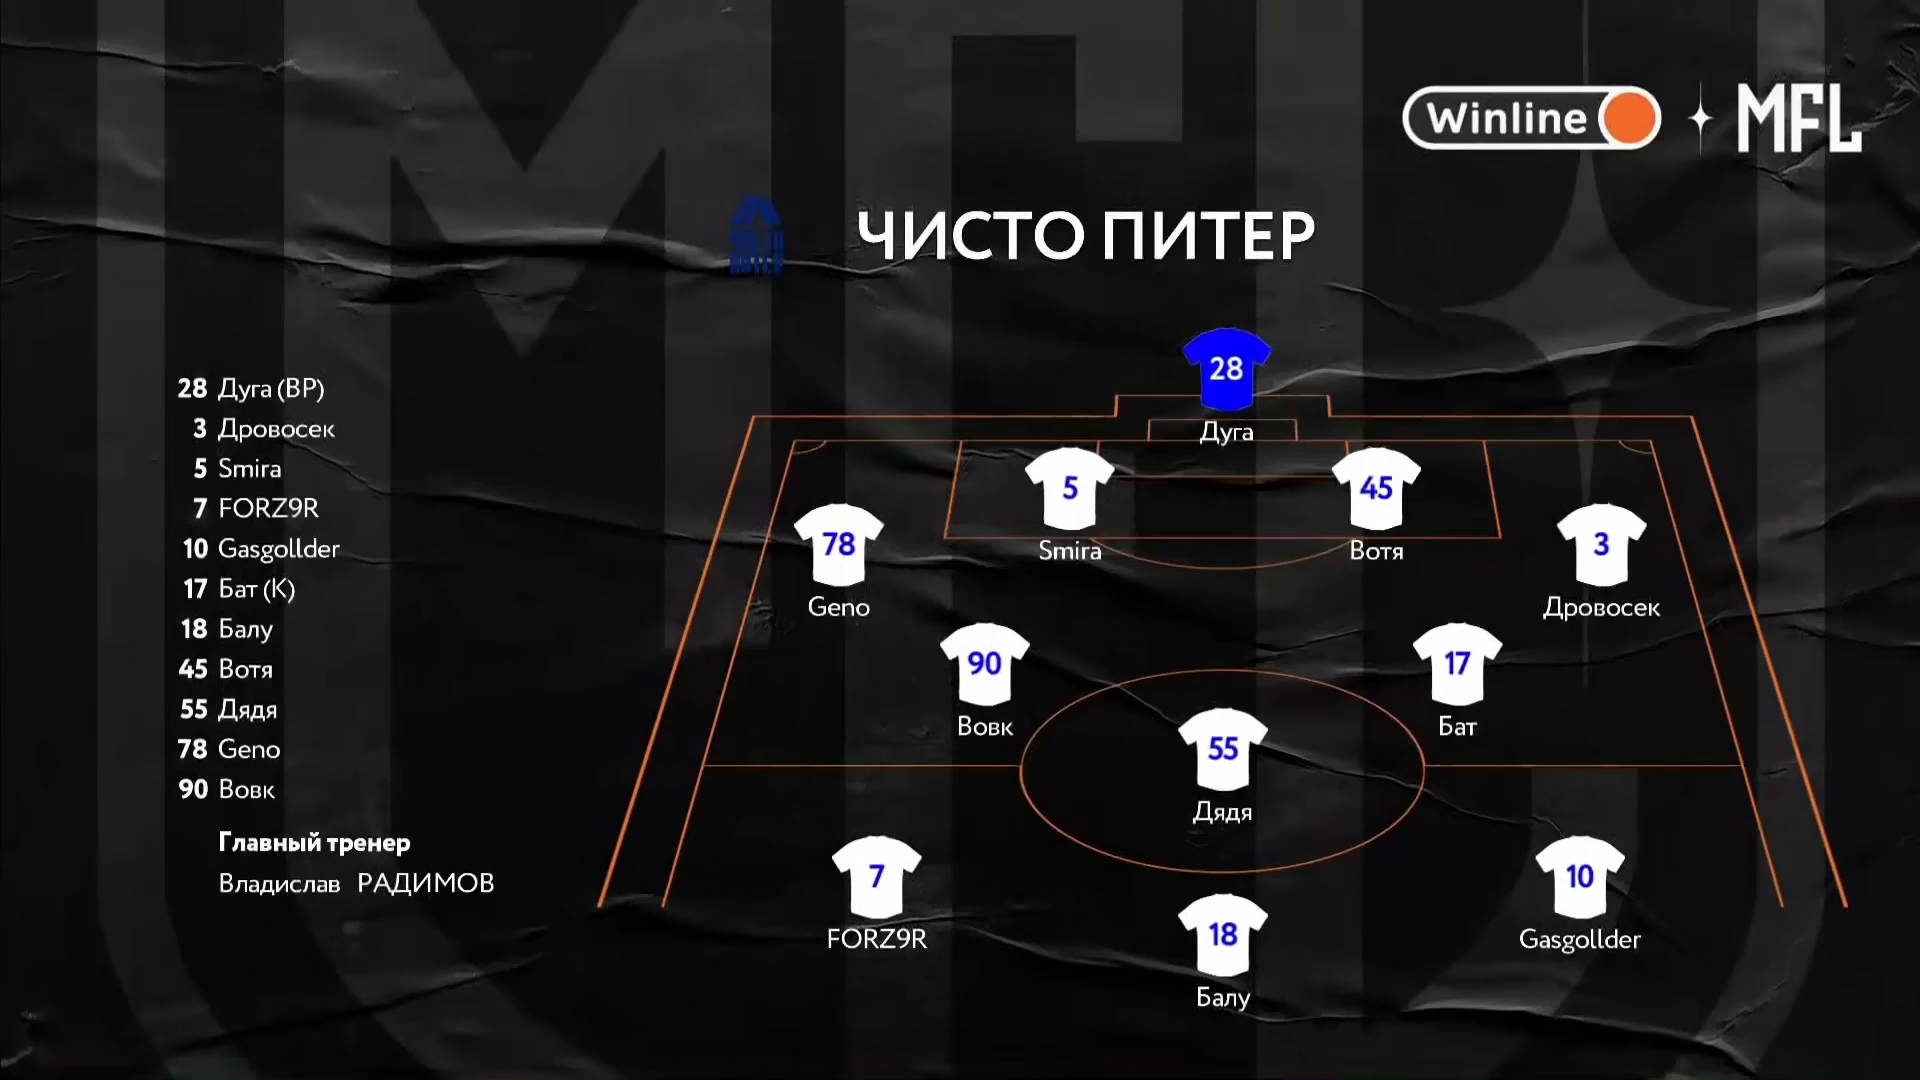 Winline MFL
ЧИСТО ПИТЕР
28 Дуга (ВР)
3 Дровосек
5 Smira
7 FORZ9R
10 Gasgollder
17 Бат (К)
18 Балу
45 Вотя
55 Дядя
78 Geno
90 Вовк
Главный тренер
Владислав РАДИМОВ
28
Дуга
5
Smira
45
Вотя
78
Geno
3
Дровосек
90
Вовк
17
Бат
55
Дядя
7
FORZ9R
18
Балу
10
Gasgollder